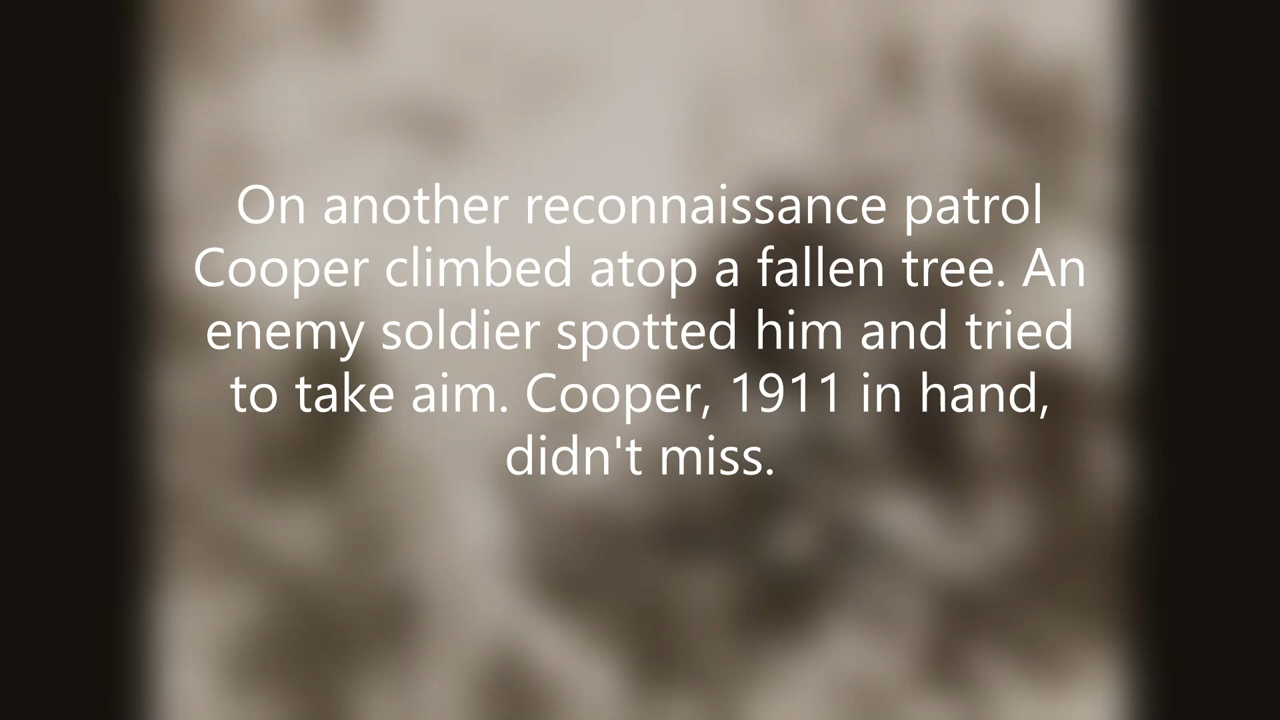 On another reconnaissance patrol
Cooper climbed atop a fallen tree. An
enemy soldier spotted him and tried
to take aim. Cooper, 1911 in hand,
didn't miss.